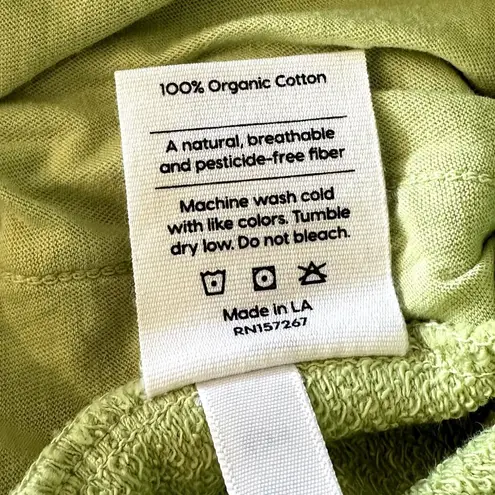 100% Organic Cotton
A natural, breathable
and pesticide-free fiber
Machine wash cold
with like colors. Tumble
dry low. Do not bleach.
Made in LA
RN157267